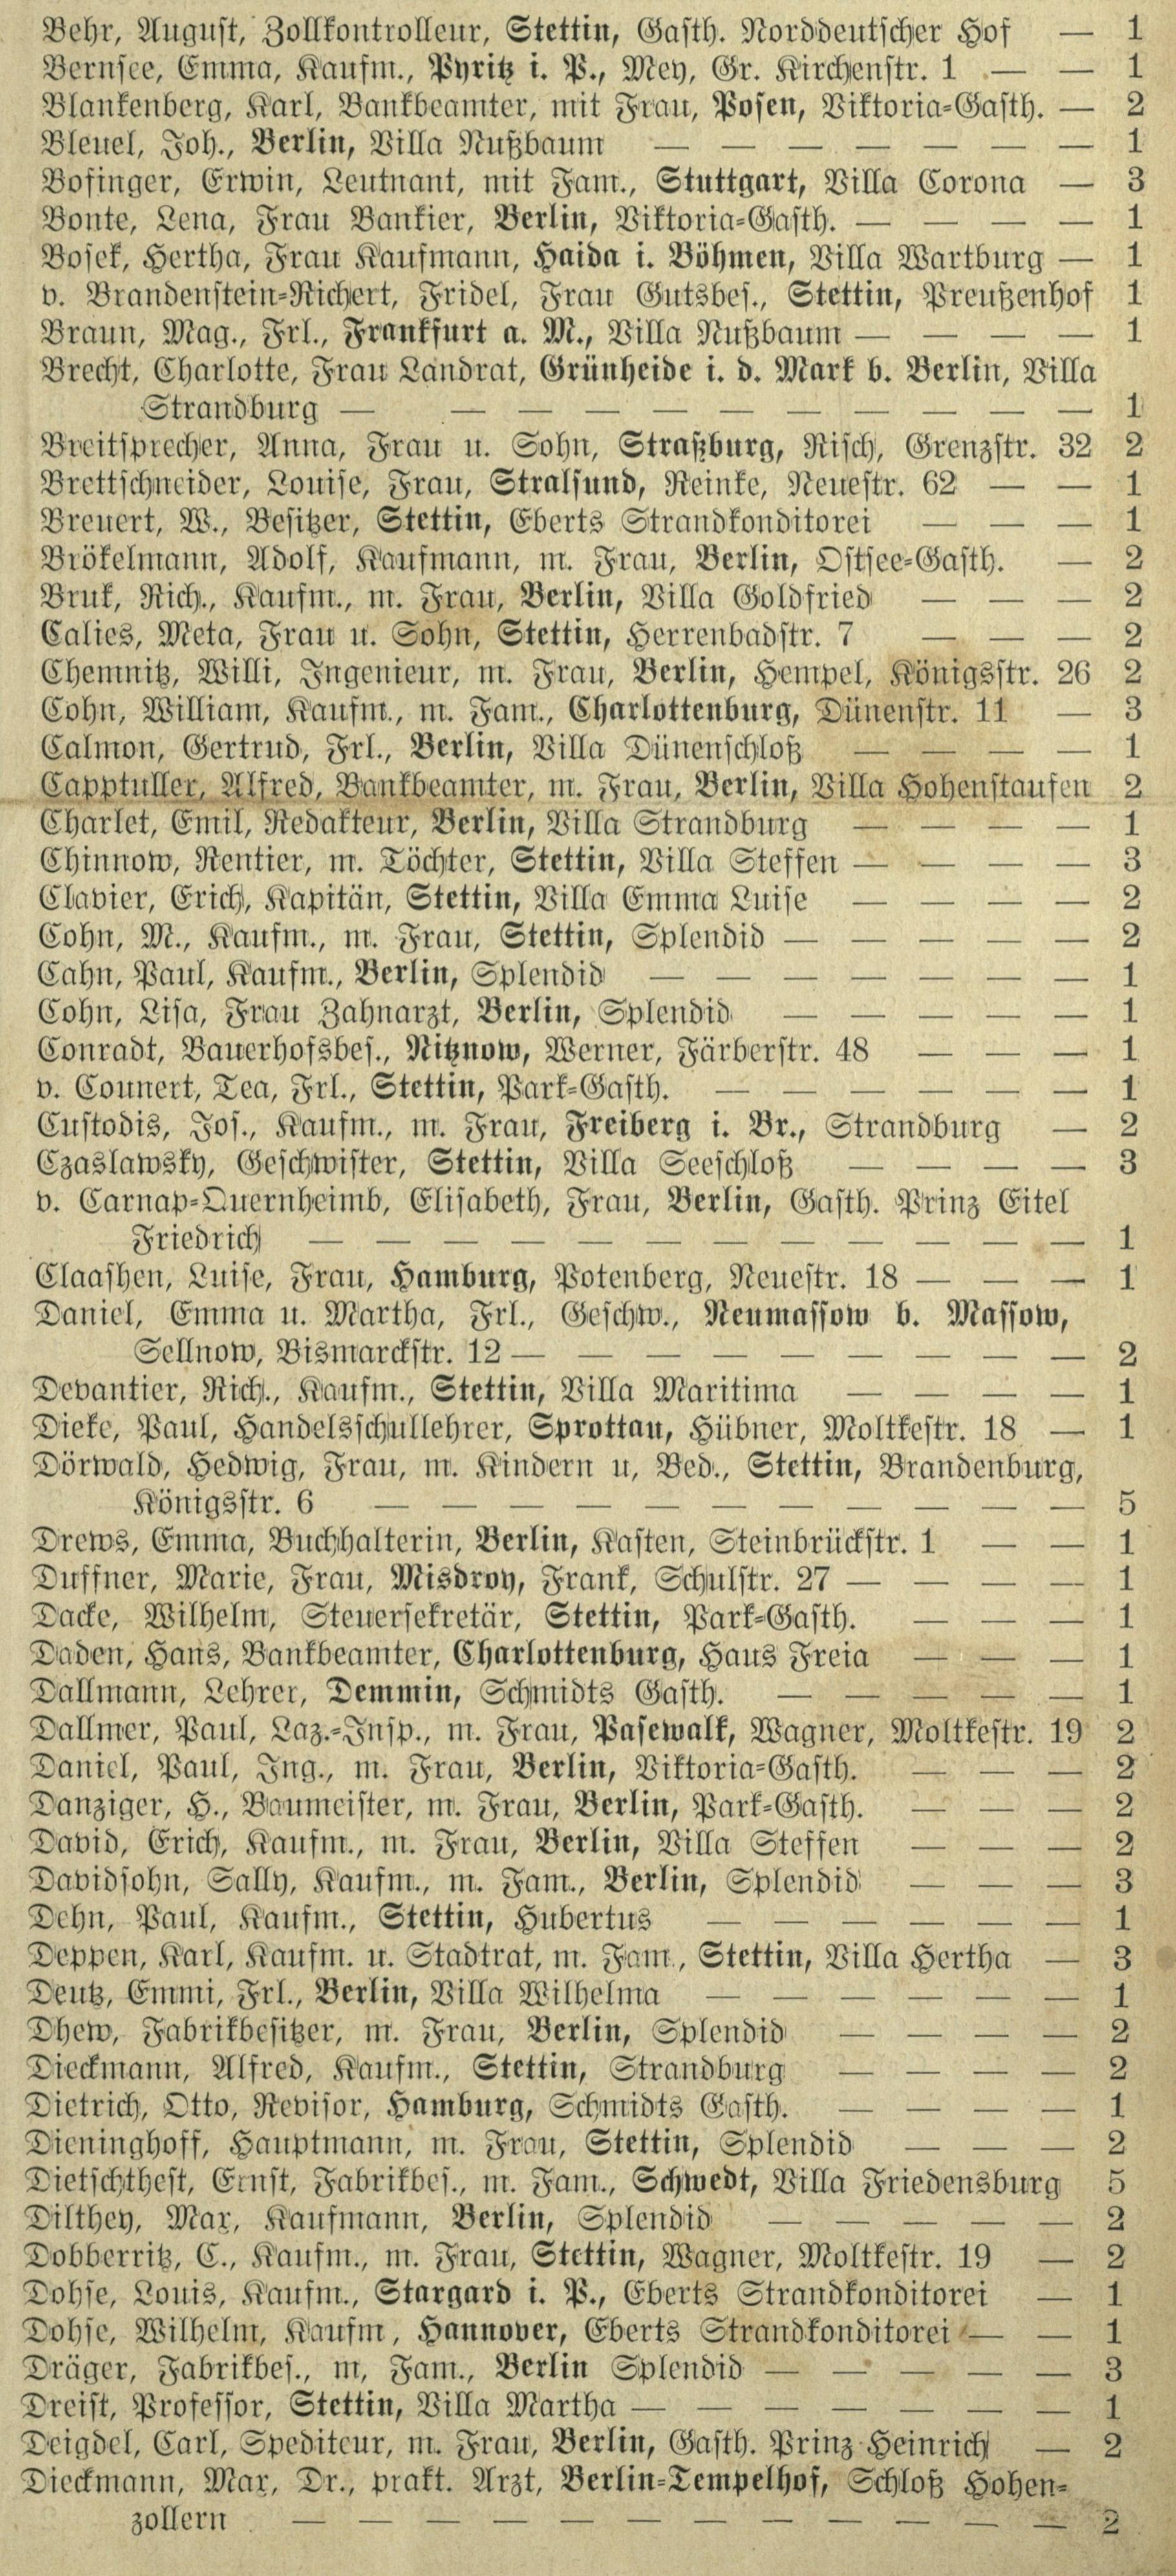 Behr, August, Zollkontrolleur, Stettin, Gasth. Norddeutscher Hof — 1
Bernsee, Emma, Kaufm., Pyritz i. P., Mey, Gr. Kirchenstr. 1 — — 1
Blankenberg, Karl, Bankbeamter, mit Frau, Posen, Viktoria-Gasth. — 2
Bleuel, Joh., Berlin, Villa Nußbaum — — — — — — — 1
Bofinger, Erwin, Leutnant, mit Fam., Stuttgart, Villa Corona — 3
Bonte, Lena, Frau Bankier, Berlin, Viktoria-Gasth. — — — — 1
Bosek, Hertha, Frau Kaufmann, Haida i. Böhmen, Villa Wartburg — 1
v. Brandenstein-Richert, Fridel, Frau Gutsbes., Stettin, Preußenhof 1
Braun, Mag., Frl., Frankfurt a. M., Villa Nußbaum — — — — 1
Brecht, Charlotte, Frau Landrat, Grünheide i. d. Mark b. Berlin, Villa
Strandburg — — — — — — — — — — — 1
Breitsprecher, Anna, Frau u. Sohn, Straßburg, Risch, Grenzstr. 32 2
Brettschneider, Louise, Frau, Stralsund, Reinke, Neuestr. 62 — — 1
Breuert, W., Besitzer, Stettin, Eberts Strandkonditorei — — — 1
Brökelmann, Adolf, Kaufmann, m. Frau, Berlin, Ostsee-Gasth. — 2
Bruk, Rich., Kaufm., m. Frau, Berlin, Villa Goldfried — — — 2
Calies, Meta, Frau u. Sohn, Stettin, Herrenbadstr. 7 — — — 2
Chemnitz, Willi, Ingenieur, m. Frau, Berlin, Hempel, Königsstr. 26 2
Cohn, William, Kaufm., m. Fam., Charlottenburg, Dünenstr. 11 — 3
Calmon, Gertrud, Frl., Berlin, Villa Dünenschloß — — — — 1
Capptuller, Alfred, Bankbeamter, m. Frau, Berlin, Villa Hohenstaufen 2
Charlet, Emil, Redakteur, Berlin, Villa Strandburg — — — — 1
Chinnow, Rentier, m. Töchter, Stettin, Villa Steffen — — — — 3
Clavier, Erich, Kapitän, Stettin, Villa Emma Luise — — — — 2
Cohn, M., Kaufm., m. Frau, Stettin, Splendid — — — — — 2
Cahn, Paul, Kaufm., Berlin, Splendid — — — — — — — 1
Cohn, Lisa, Frau Zahnarzt, Berlin, Splendid — — — — — 1
Conradt, Bauerhofsbes., Nitznow, Werner, Färberstr. 48 — — — 1
v. Connert, Tea, Frl., Stettin, Park-Gasth. — — — — — — 1
Custodis, Jos., Kaufm., m. Frau, Freiberg i. Br., Strandburg — 2
Czaslawsky, Geschwister, Stettin, Villa Seeschloß — — — — 3
v. Carnap-Quernheimb, Elisabeth, Frau, Berlin, Gasth. Prinz Eitel
Friedrich — — — — — — — — — — — — 1
Claashen, Luise, Frau, Hamburg, Potenberg, Neuestr. 18 — — — 1
Daniel, Emma u. Martha, Frl., Geschw., Neumassow b. Massow,
Sellnow, Bismarckstr. 12 — — — — — — — — — 2
Devantier, Rich., Kaufm., Stettin, Villa Maritima — — — — 1
Dieke, Paul, Handelsschullehrer, Sprottau, Hübner, Moltkestr. 18 — 1
Dörwald, Hedwig, Frau, m. Kindern u, Bed., Stettin, Brandenburg,
Königsstr. 6 — — — — — — — — — — — 5
Drews, Emma, Buchhalterin, Berlin, Kasten, Steinbrückstr. 1 — — 1
Duffner, Marie, Frau, Misdroy, Frank, Schulstr. 27 — — — — 1
Dacke, Wilhelm, Steuersekretär, Stettin, Park-Gasth. — — — 1
Daden, Hans, Bankbeamter, Charlottenburg, Haus Freia — — — 1
Dallmann, Lehrer, Demmin, Schmidts Gasth. — — — — — 1
Dallmer, Paul, Laz.-Insp., m. Frau, Pasewalk, Wagner, Moltkestr. 19 2
Daniel, Paul, Ing., m. Frau, Berlin, Viktoria-Gasth. — — — 2
Danziger, H., Baumeister, m. Frau, Berlin, Park-Gasth. — — — 2
David, Erich, Kaufm., m. Frau, Berlin, Villa Steffen — — — 2
Davidsohn, Sally, Kaufm., m. Fam., Berlin, Splendid — — — 3
Dehn, Paul, Kaufm., Stettin, Hubertus — — — — — — 1
Deppen, Karl, Kaufm. u. Stadtrat, m. Fam., Stettin, Villa Hertha — 3
Deutz, Emmi, Frl., Berlin, Villa Wilhelma — — — — — — 1
Dhew, Fabrikbesitzer, m. Frau, Berlin, Splendid — — — — 2
Dieckmann, Alfred, Kaufm., Stettin, Strandburg — — — — 2
Dietrich, Otto, Revisor, Hamburg, Schmidts Gasth. — — — — 1
Dieninghoff, Hauptmann, m. Frau, Stettin, Splendid — — — 2
Dietschthest, Ernst, Fabrikbes., m. Fam., Schwedt, Villa Friedensburg 5
Dilthey, Max, Kaufmann, Berlin, Splendid — — — — — 2
Dobberritz, C., Kaufm., m. Frau, Stettin, Wagner, Moltkestr. 19 — 2
Dohse, Louis, Kaufm., Stargard i. P., Eberts Strandkonditorei — 1
Dohse, Wilhelm, Kaufm, Hannover, Eberts Strandkonditorei — — 1
Dräger, Fabrikbes., m, Fam., Berlin Splendid — — — — — 3
Dreist, Professor, Stettin, Villa Martha — — — — — — — 1
Deigdel, Carl, Spediteur, m. Frau, Berlin, Gasth. Prinz Heinrich — 2
Dieckmann, Max, Dr., prakt. Arzt, Berlin-Tempelhof, Schloß Hohen-
zollern — — — — — — — — — — — — 2